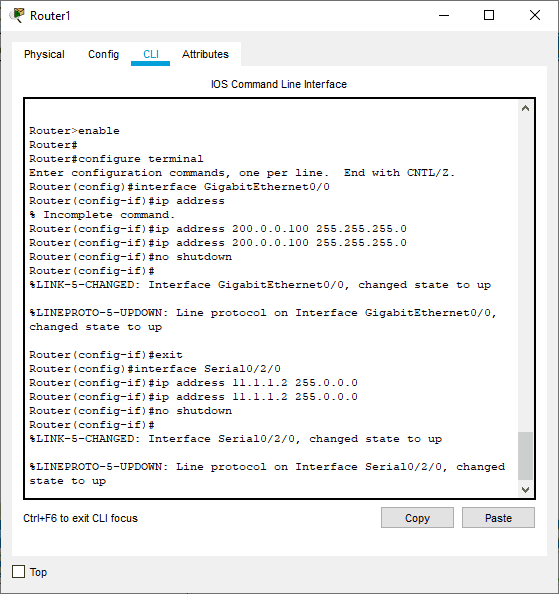 Router1
Physical Config CLI Attributes
IOS Command Line Interface
Router>enable
Router#
Router#configure terminal
Enter configuration commands, one per line.  End with CNTL/Z.
Router(config)#interface GigabitEthernet0/0
Router(config-if)#ip address
% Incomplete command.
Router(config-if)#ip address 200.0.0.100 255.255.255.0
Router(config-if)#ip address 200.0.0.100 255.255.255.0
Router(config-if)#no shutdown
Router(config-if)#
%LINK-5-CHANGED: Interface GigabitEthernet0/0, changed state to up
%LINEPROTO-5-UPDOWN: Line protocol on Interface GigabitEthernet0/0,
changed state to up
Router(config-if)#exit
Router(config)#interface Serial0/2/0
Router(config-if)#ip address 11.1.1.2 255.0.0.0
Router(config-if)#ip address 11.1.1.2 255.0.0.0
Router(config-if)#no shutdown
Router(config-if)#
%LINK-5-CHANGED: Interface Serial0/2/0, changed state to up
%LINEPROTO-5-UPDOWN: Line protocol on Interface Serial0/2/0, changed
state to up
Ctrl+F6 to exit CLI focus
Copy Paste
Top